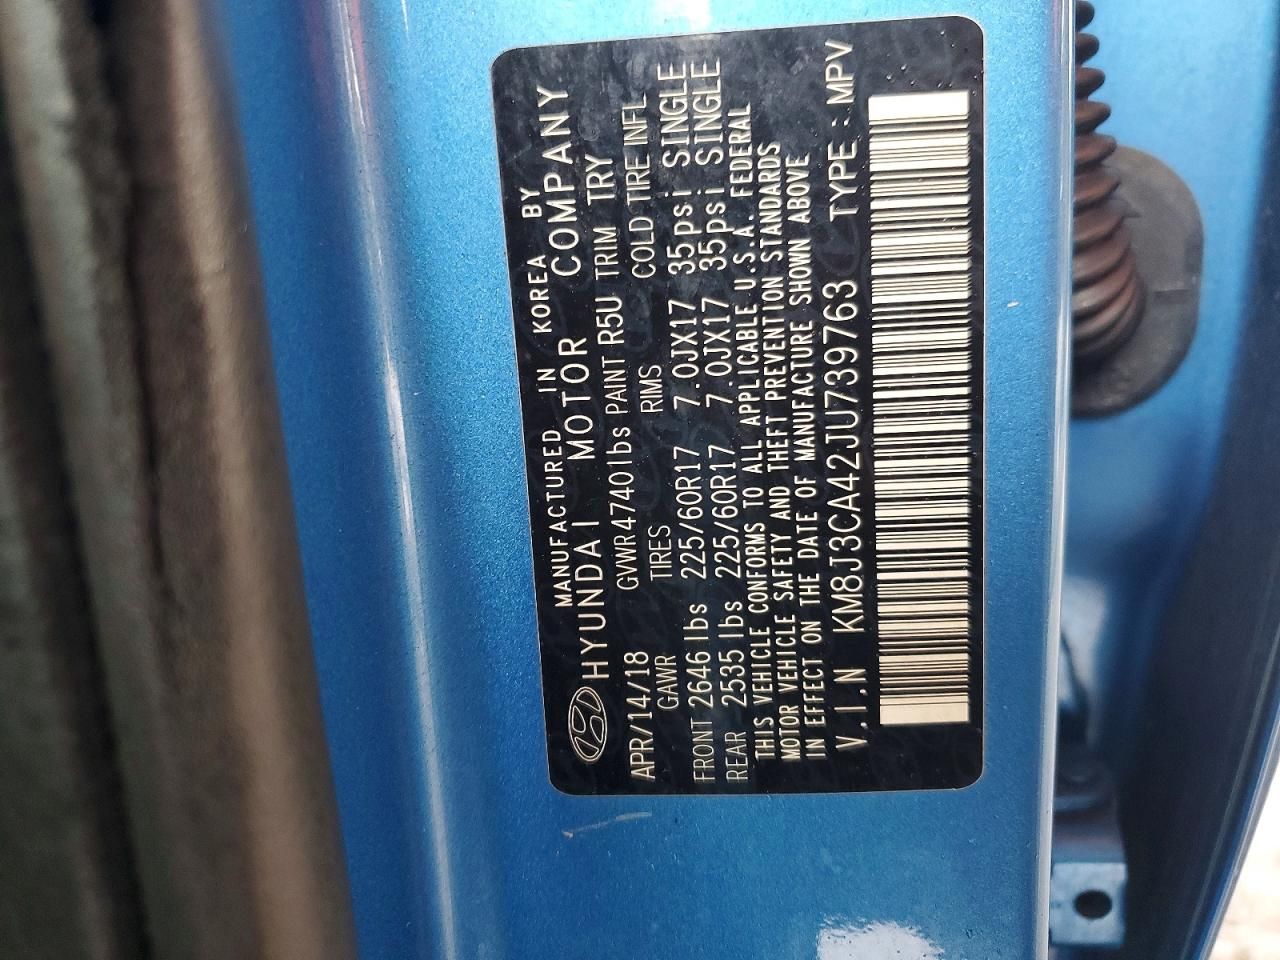 MANUFACTURED IN KOREA BY
HYUNDAI MOTOR COMPANY
APR/14/18 GVWR4740lbs PAINT R5U TRIM TRY
GAWR TIRES RIMS COLD TIRE INFL
FRONT 2646 lbs 225/60R17 7.0JX17 35psi SINGLE
REAR 2535 lbs 225/60R17 7.0JX17 35psi SINGLE
THIS VEHICLE CONFORMS TO ALL APPLICABLE U.S.A. FEDERAL
MOTOR VEHICLE SAFETY AND THEFT PREVENTION STANDARDS
IN EFFECT ON THE DATE OF MANUFACTURE SHOWN ABOVE
V.I.N KM8J3CA42JU739763 TYPE : MPV